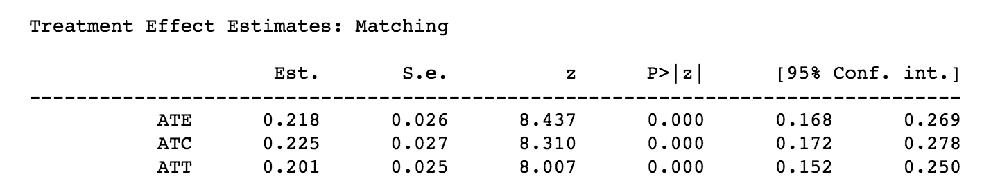 Treatment Effect Estimates: Matching
Est. S.e. z P>|z| [95% Conf. int.]
--------------------------------------------------------------------------------
ATE 0.218 0.026 8.437 0.000 0.168 0.269
ATC 0.225 0.027 8.310 0.000 0.172 0.278
ATT 0.201 0.025 8.007 0.000 0.152 0.250